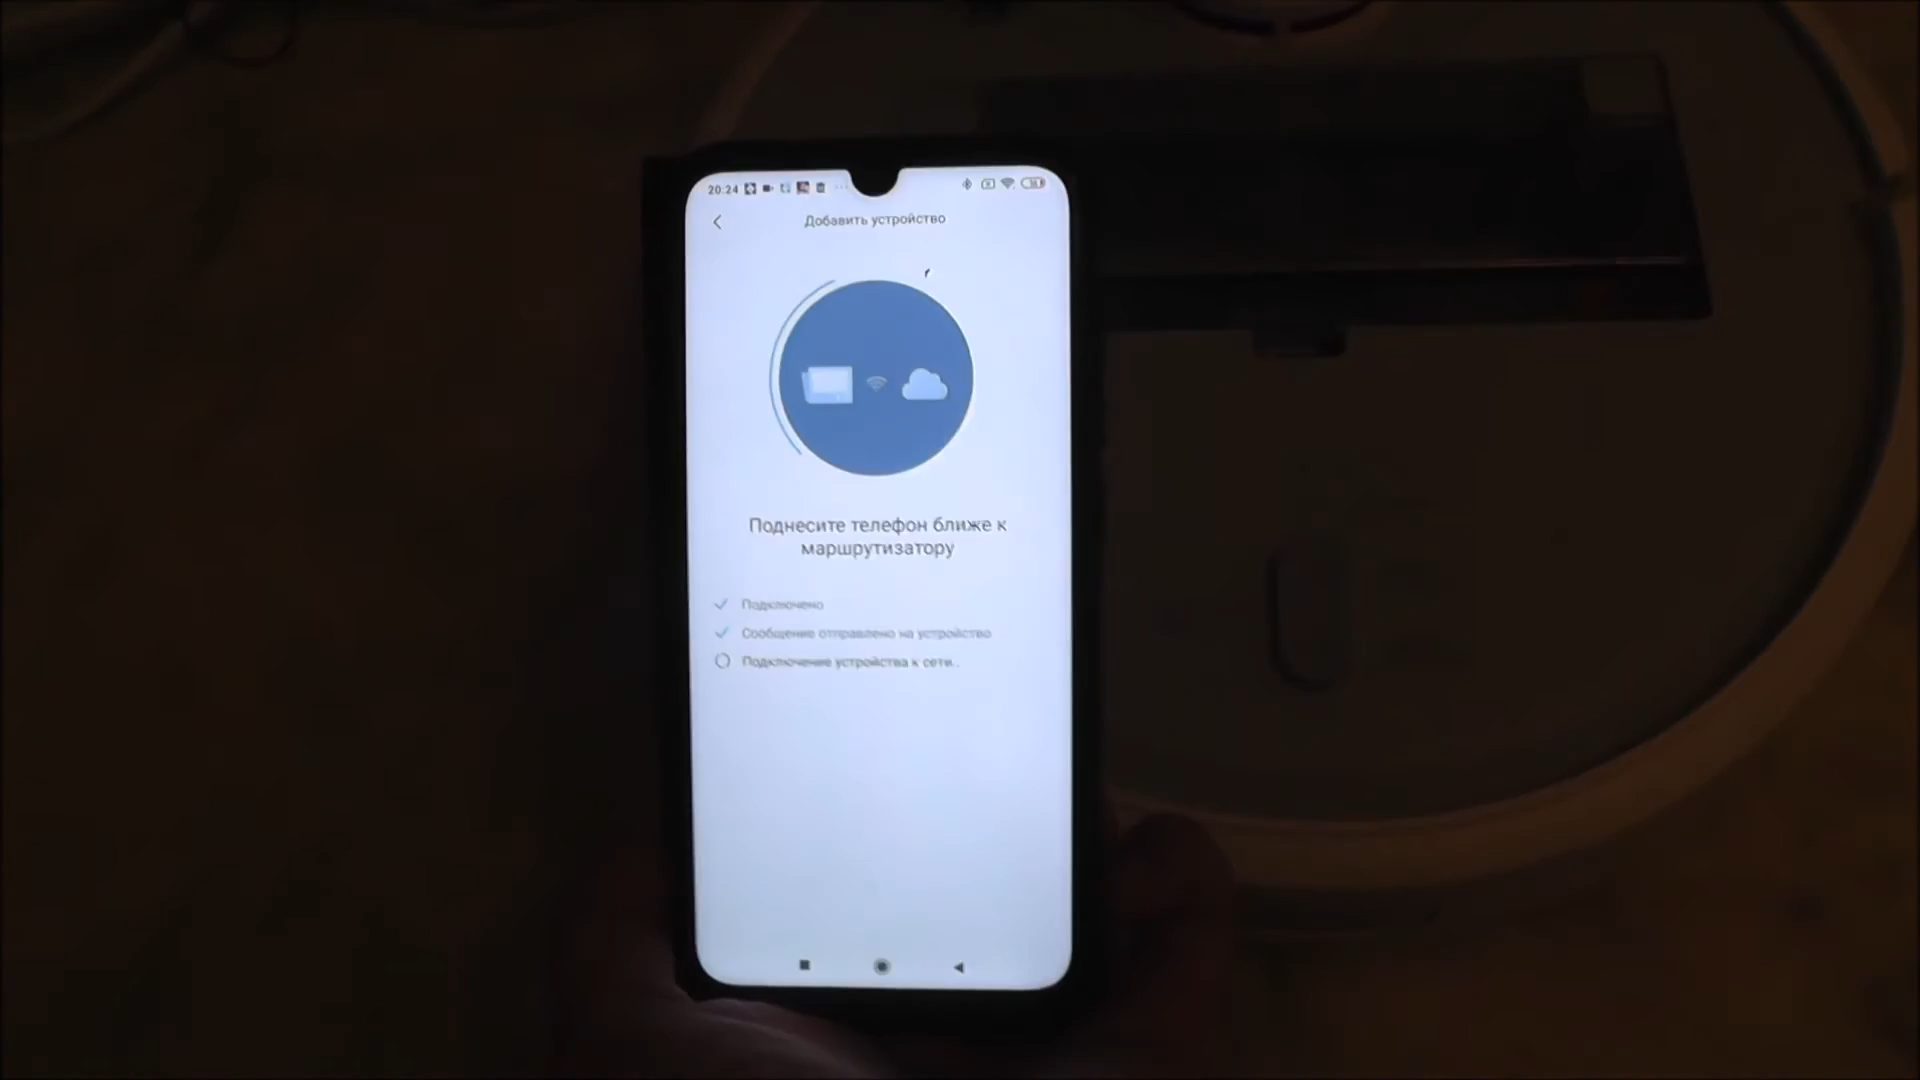 20:24
Добавить устройство
Поднесите телефон ближе к
маршрутизатору
Подключено
Сообщение отправлено на устройство
Подключение устройства к сети..